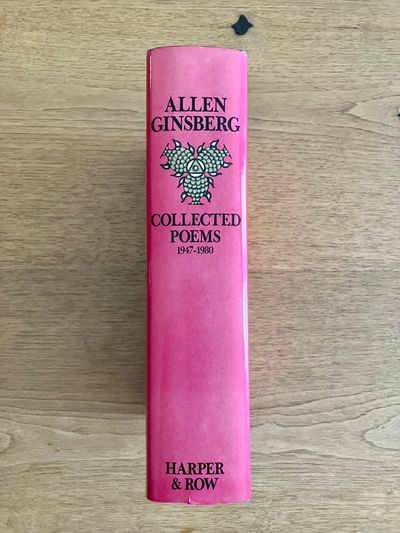 ALLEN
GINSBERG
COLLECTED
POEMS
1947-1980
HARPER
& ROW